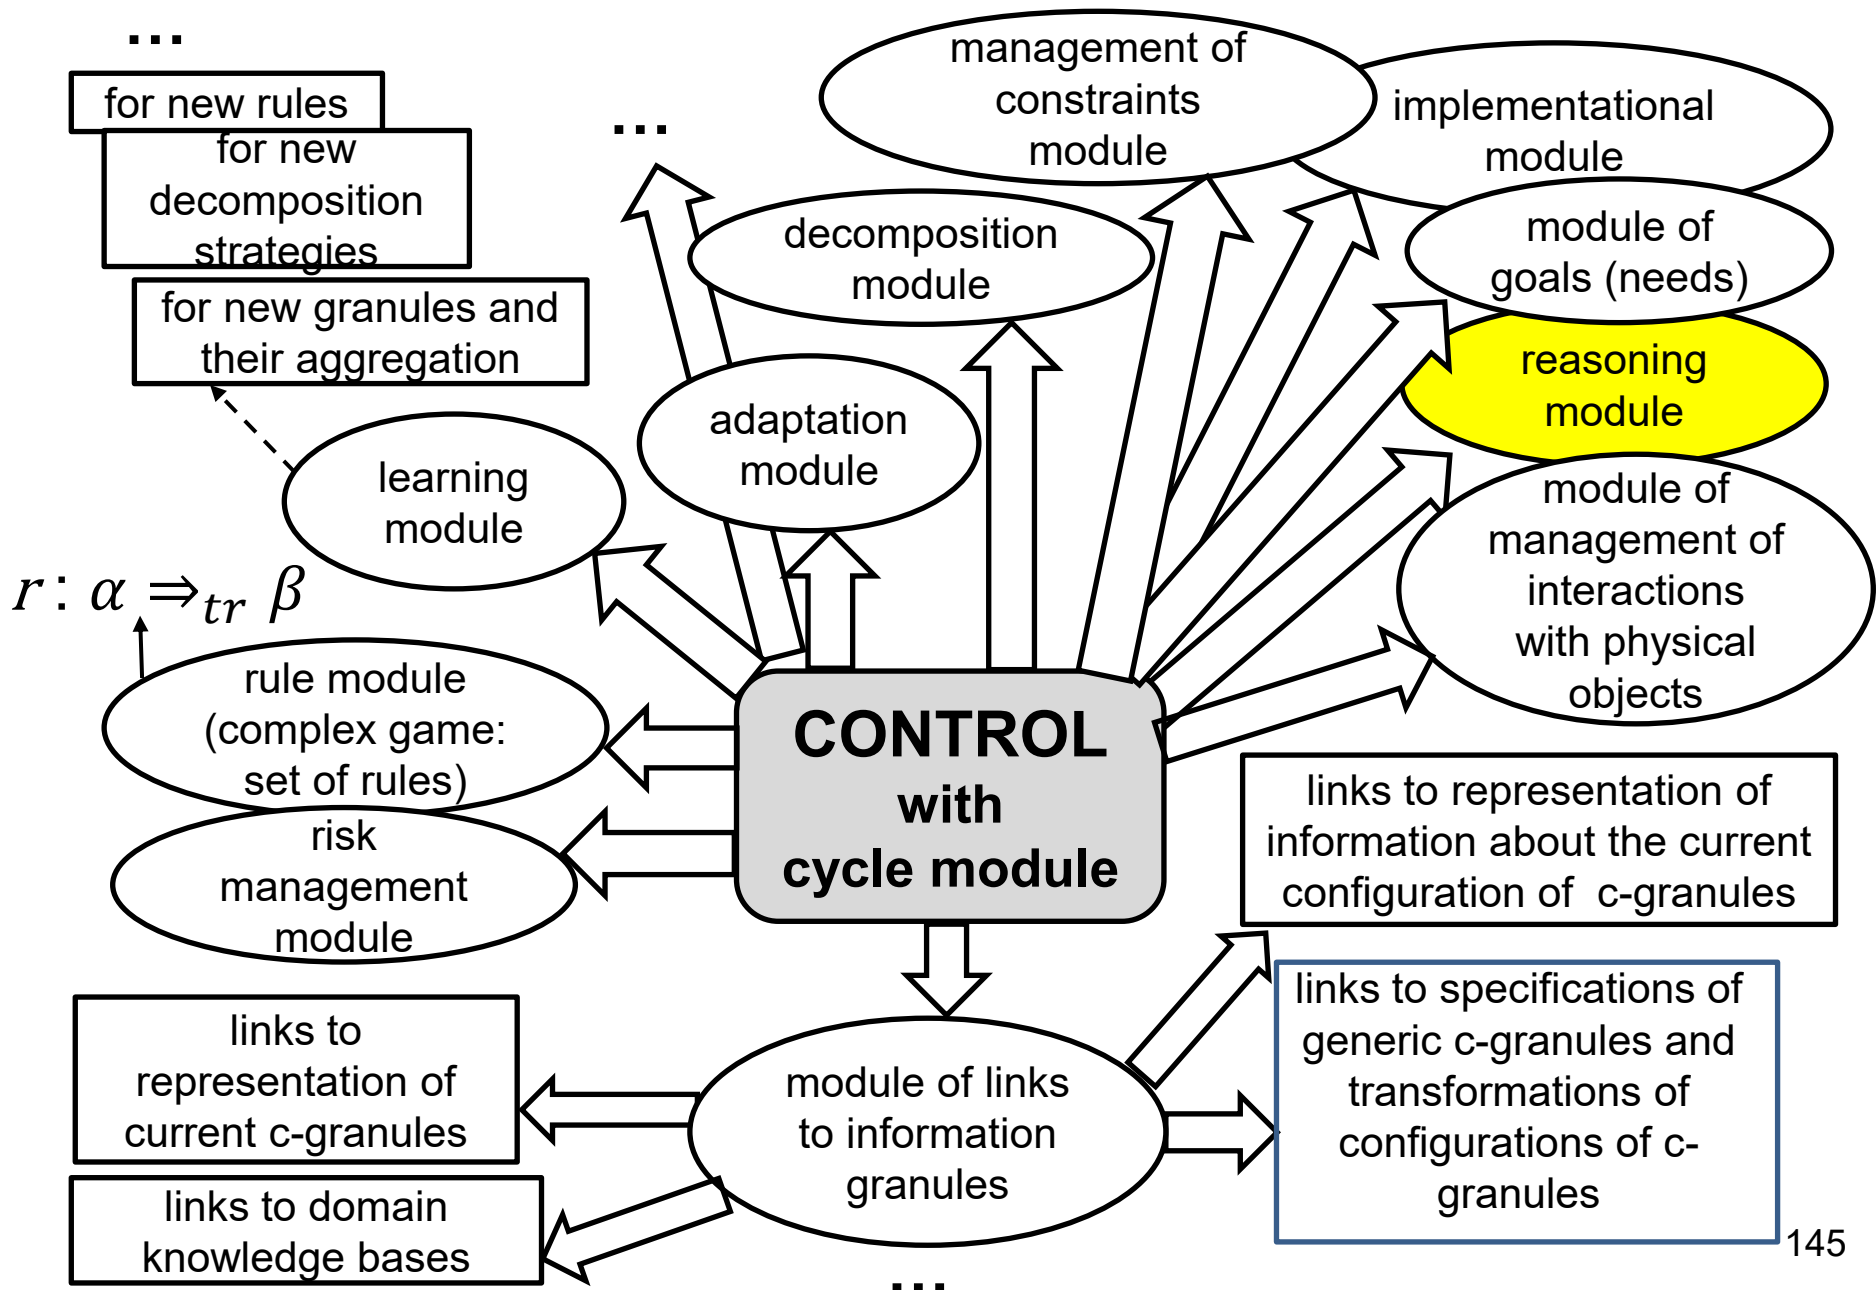 ...
for new rules
for new
decomposition
strategies
for new granules and
their aggregation
...
management of
constraints
module
implementational
module
decomposition
module
module of
goals (needs)
reasoning
module
adaptation
module
learning
module
module of
management of
interactions
with physical
objects
r : α ⇒tr β
rule module
(complex game:
set of rules)
risk
management
module
CONTROL
with
cycle module
links to representation of
information about the current
configuration of c-granules
links to specifications of
generic c-granules and
transformations of
configurations of c-
granules
links to
representation of
current c-granules
module of links
to information
granules
links to domain
knowledge bases
...
145